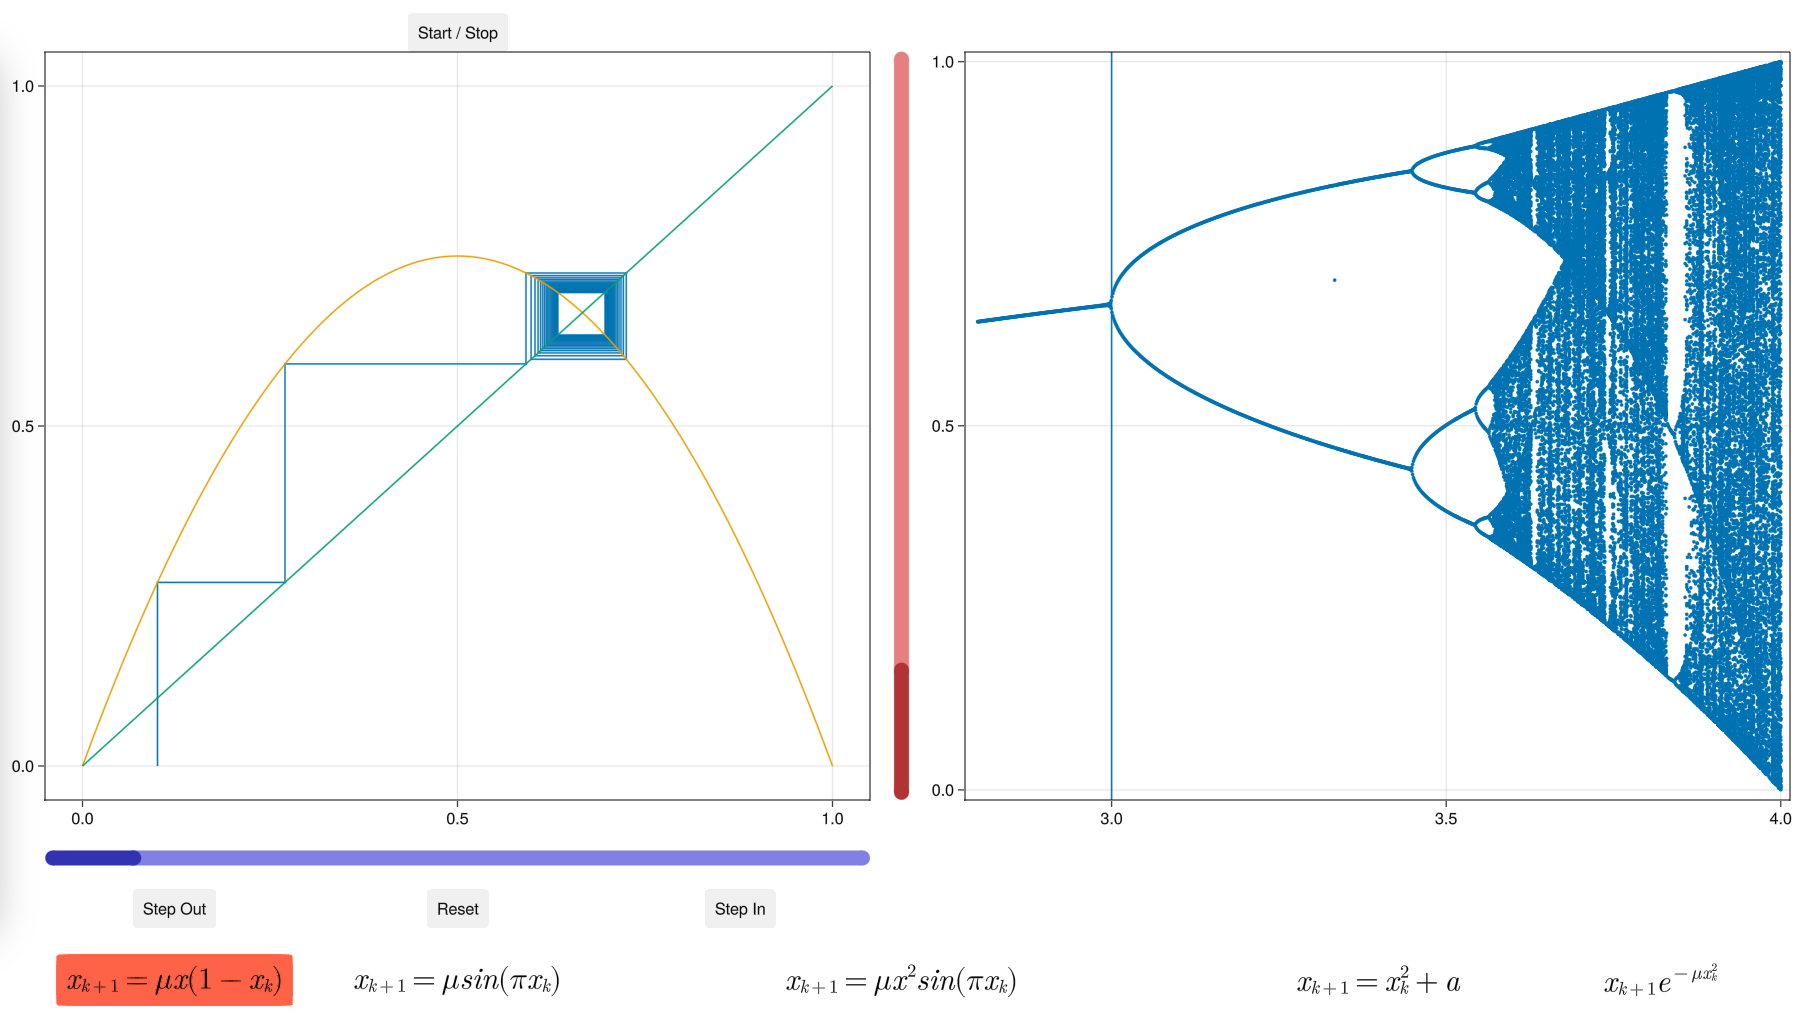 Start / Stop
1.0
0.5
0.0
0.0 0.5 1.0
1.0
0.5
0.0
3.0 3.5 4.0
Step Out Reset Step In
x_{k+1} = μx(1 − x_k) x_{k+1} = μsin(πx_k) x_{k+1} = μx^2sin(πx_k) x_{k+1} = x_k^2 + a x_{k+1}e^{−μx_k^2}